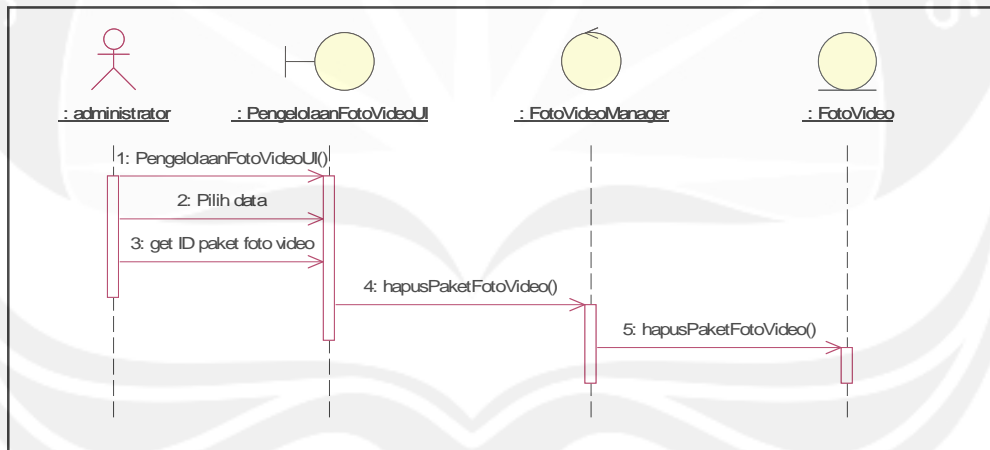 : administrator
: PengelolaanFotoVideoUI
: FotoVideoManager
: FotoVideo
1: PengelolaanFotoVideoUI()
2: Pilih data
3: get ID paket foto video
4: hapusPaketFotoVideo()
5: hapusPaketFotoVideo()